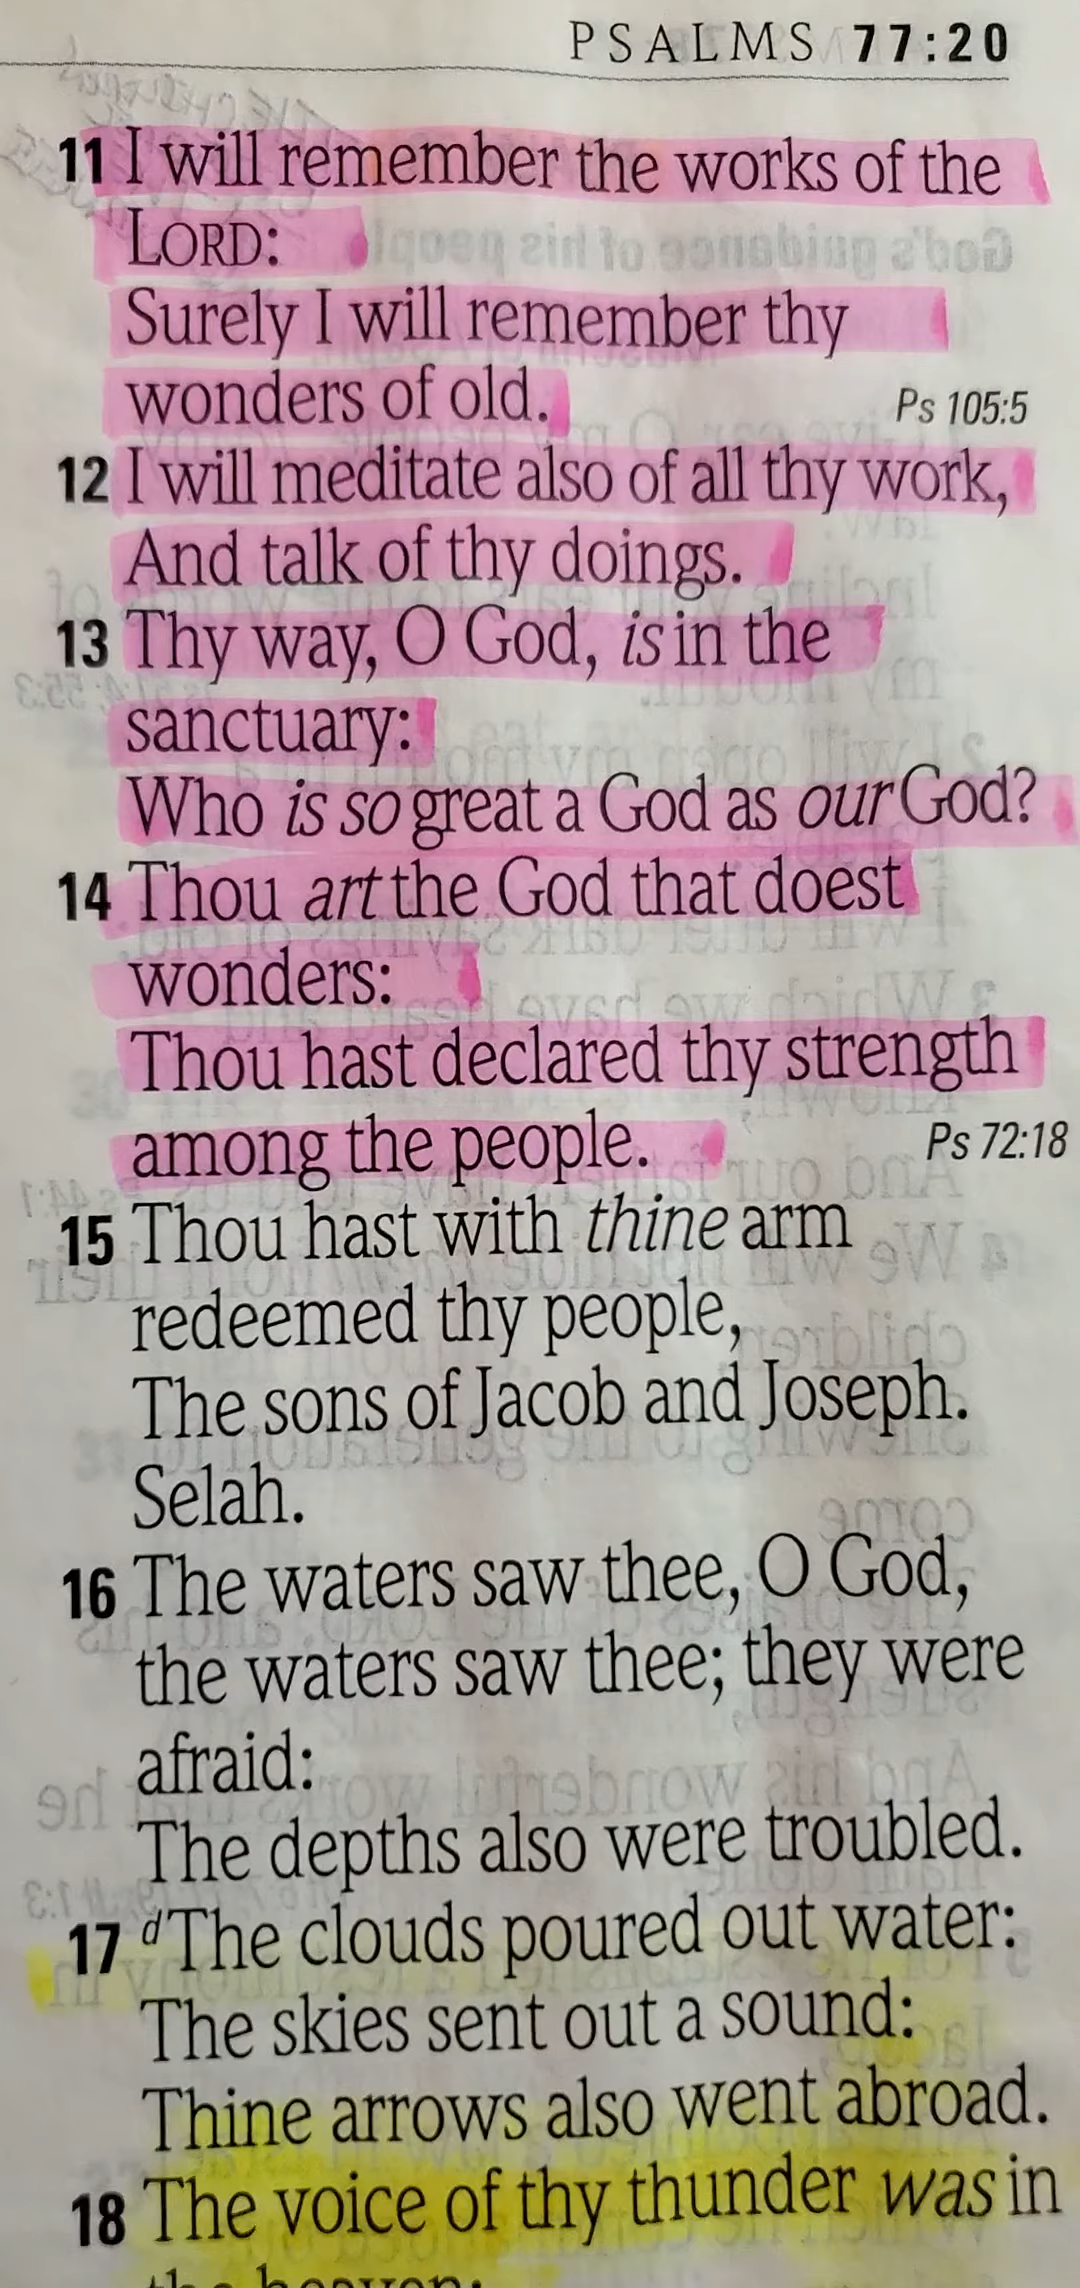 PSALMS 77:20
11 I will remember the works of the
LORD:
Surely I will remember thy
wonders of old. Ps 105:5
12 I will meditate also of all thy work,
And talk of thy doings.
13 Thy way, O God, is in the
sanctuary:
Who is so great a God as our God?
14 Thou art the God that doest
wonders:
Thou hast declared thy strength
among the people. Ps 72:18
15 Thou hast with thine arm
redeemed thy people,
The sons of Jacob and Joseph.
Selah.
16 The waters saw thee, O God,
the waters saw thee; they were
afraid:
The depths also were troubled.
17 d The clouds poured out water:
The skies sent out a sound:
Thine arrows also went abroad.
18 The voice of thy thunder was in
the heaven: